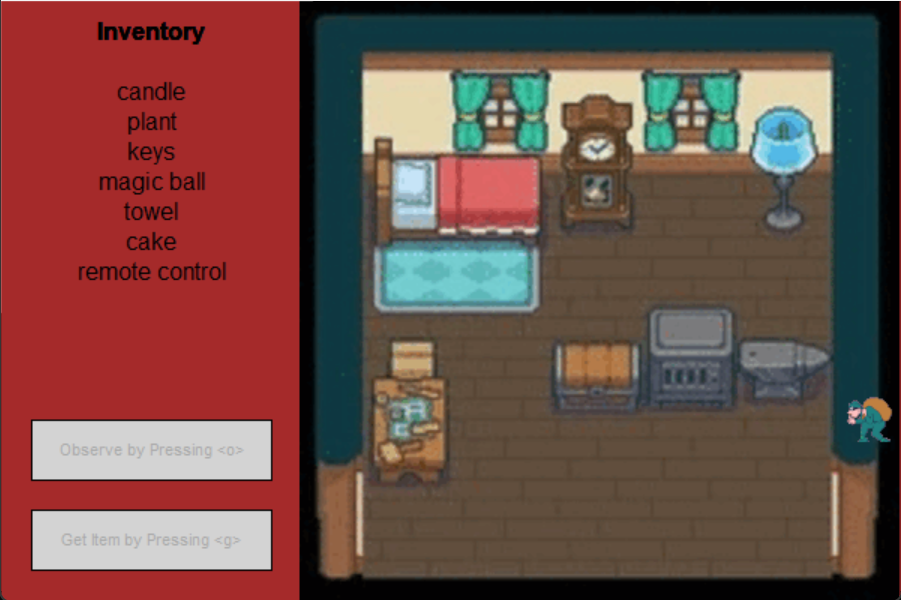 Inventory
candle
plant
keys
magic ball
towel
cake
remote control
Observe by Pressing <o>
Get Item by Pressing <g>